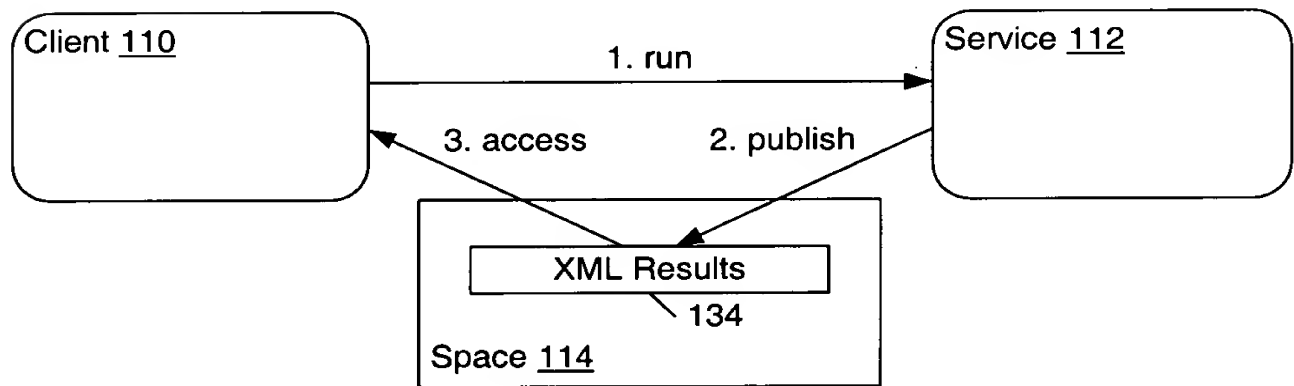 Client 110
Service 112
1. run
3. access
2. publish
XML Results
134
Space 114